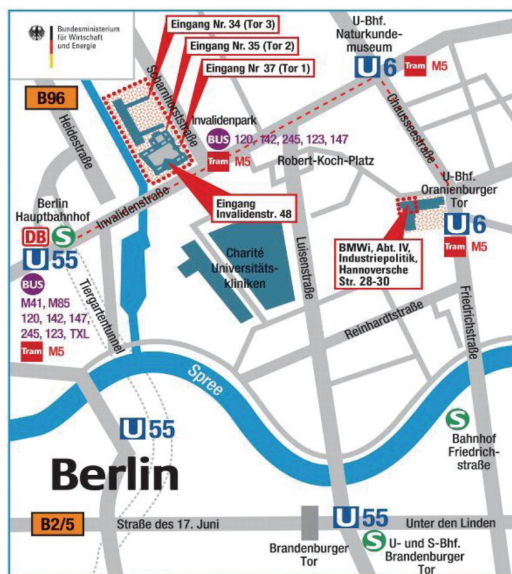 Bundesministerium
für Wirtschaft
und Energie
B96
Heidestraße
Scharnhorststraße
Eingang Nr. 34 (Tor 3)
Eingang Nr. 35 (Tor 2)
Eingang Nr 37 (Tor 1)
Invalidenpark
BUS 120, 142, 245, 123, 147
Tram M5
U-Bhf.
Naturkunde-
museum
U6 Tram M5
Chausseestraße
Robert-Koch-Platz
Invalidenstraße
Eingang
Invalidenstr. 48
U-Bhf.
Oranienburger
Tor
U6
Tram M5
BMWi, Abt. IV,
Industriepolitik,
Hannoversche
Str. 28-30
Berlin
Hauptbahnhof
DB S
U55
BUS
M41, M85
120, 142, 147,
245, 123, TXL
Tram M5
Tiergartentunnel
Charité
Universitäts-
kliniken
Luisenstraße
Reinhardtstraße
Friedrichstraße
Spree
U55
Berlin
S
Bahnhof
Friedrich-
straße
B2/5
Straße des 17. Juni
Brandenburger
Tor
U55
Unter den Linden
S U- und S-Bhf.
Brandenburger
Tor